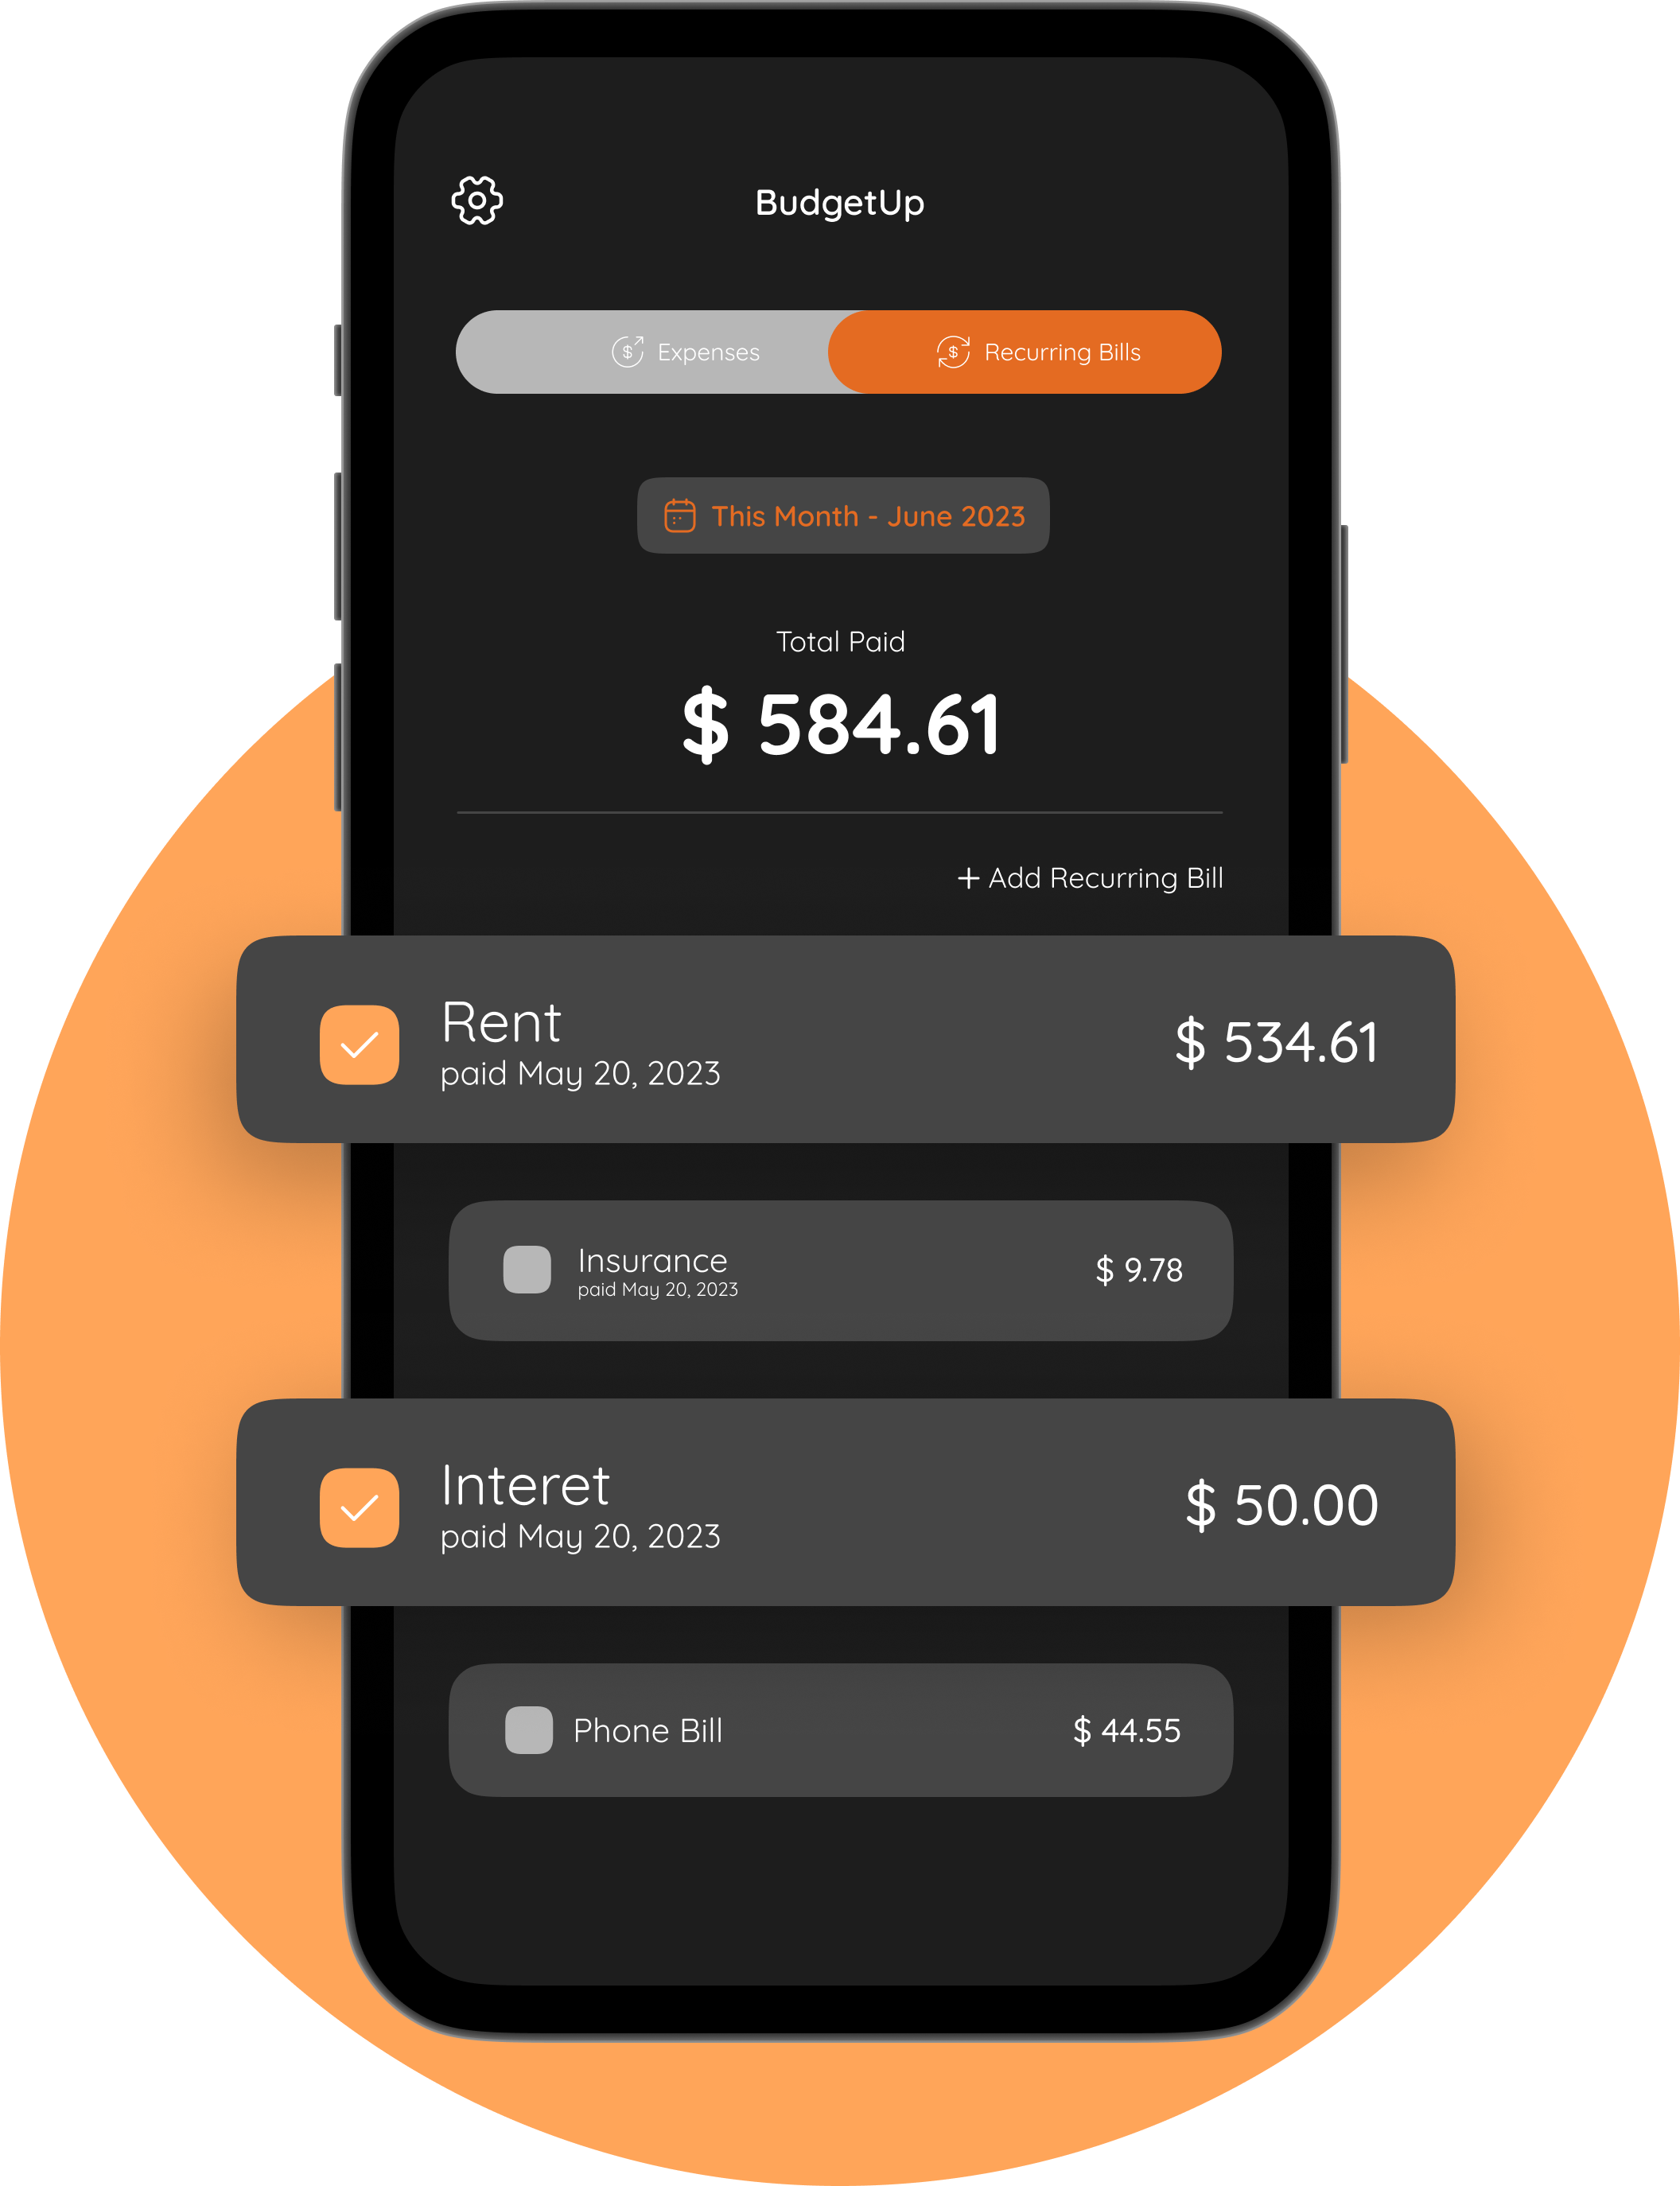 BudgetUp
Expenses
Recurring Bills
This Month - June 2023
Total Paid
$ 584.61
+ Add Recurring Bill
Rent
paid May 20, 2023
$ 534.61
Insurance
paid May 20, 2023
$ 9.78
Interet
paid May 20, 2023
$ 50.00
Phone Bill
$ 44.55